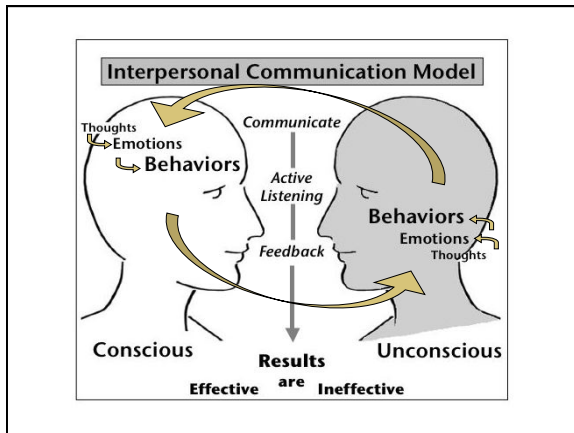 Interpersonal Communication Model
Thoughts
Emotions
Behaviors
Communicate
Active
Listening
Feedback
Behaviors
Emotions
Thoughts
Conscious
Unconscious
Results
are
Effective
Ineffective